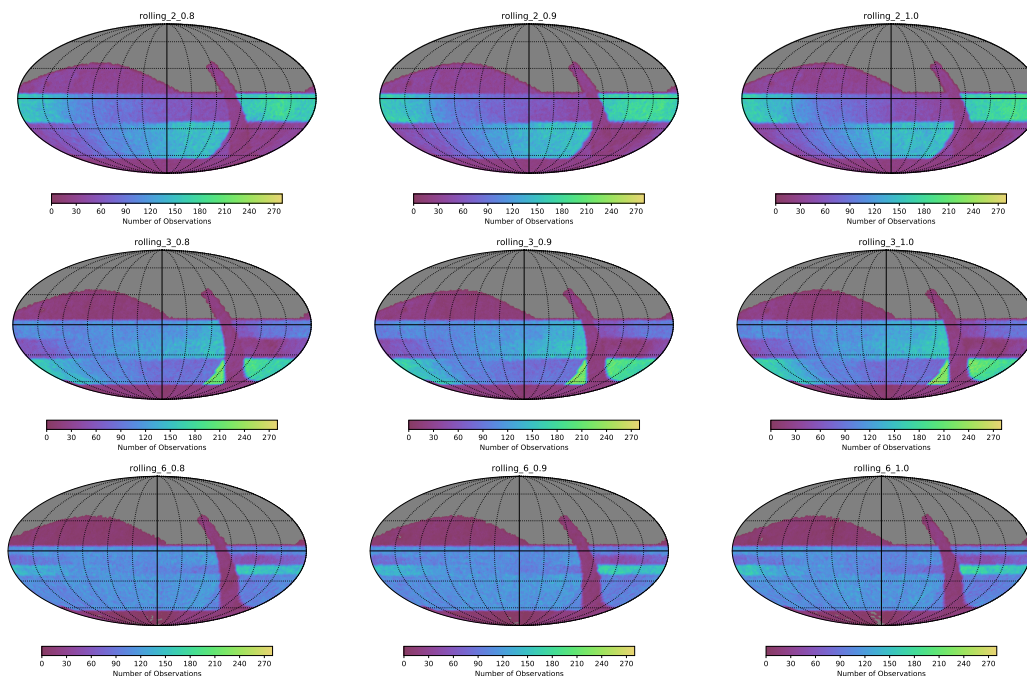 rolling_2_0.8
rolling_2_0.9
rolling_2_1.0
0 30 60 90 120 150 180 210 240 270
Number of Observations
0 30 60 90 120 150 180 210 240 270
Number of Observations
0 30 60 90 120 150 180 210 240 270
Number of Observations
rolling_3_0.8
rolling_3_0.9
rolling_3_1.0
0 30 60 90 120 150 180 210 240 270
Number of Observations
0 30 60 90 120 150 180 210 240 270
Number of Observations
0 30 60 90 120 150 180 210 240 270
Number of Observations
rolling_6_0.8
rolling_6_0.9
rolling_6_1.0
0 30 60 90 120 150 180 210 240 270
Number of Observations
0 30 60 90 120 150 180 210 240 270
Number of Observations
0 30 60 90 120 150 180 210 240 270
Number of Observations